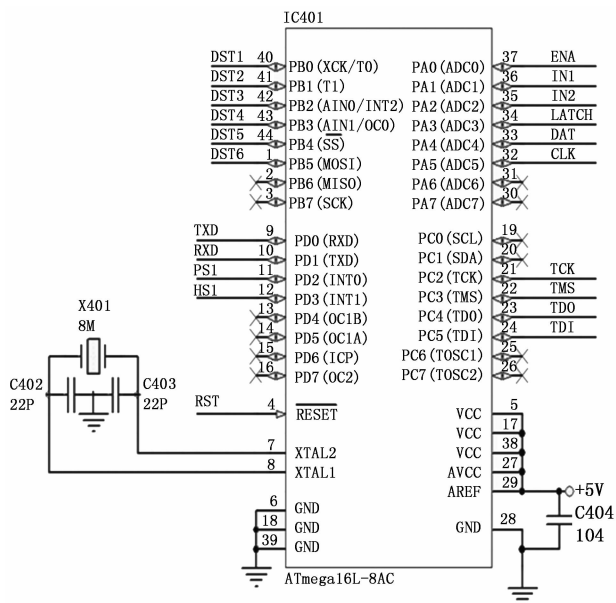 IC401
DST1 40 PB0(XCK/T0) PA0(ADC0) 37 ENA
DST2 41 PB1(T1) PA1(ADC1) 36 IN1
DST3 42 PB2(AIN0/INT2) PA2(ADC2) 35 IN2
DST4 43 PB3(AIN1/OC0) PA3(ADC3) 34 LATCH
DST5 44 PB4(SS) PA4(ADC4) 33 DAT
DST6 1 PB5(MOSI) PA5(ADC5) 32 CLK
2 PB6(MISO) PA6(ADC6) 31
3 PB7(SCK) PA7(ADC7) 30
TXD 9 PD0(RXD) PC0(SCL) 19
RXD 10 PD1(TXD) PC1(SDA) 20
PS1 11 PD2(INT0) PC2(TCK) 21 TCK
HS1 12 PD3(INT1) PC3(TMS) 22 TMS
13 PD4(OC1B) PC4(TDO) 23 TDO
14 PD5(OC1A) PC5(TDI) 24 TDI
15 PD6(ICP) PC6(TOSC1) 25
16 PD7(OC2) PC7(TOSC2) 26
X401
8M
C402 C403
22P 22P
RST 4 RESET VCC 5
VCC 17
7 XTAL2 VCC 38
8 XTAL1 AVCC 27
AREF 29 +5V
6 GND
18 GND GND 28 C404
39 GND 104
ATmega16L-8AC